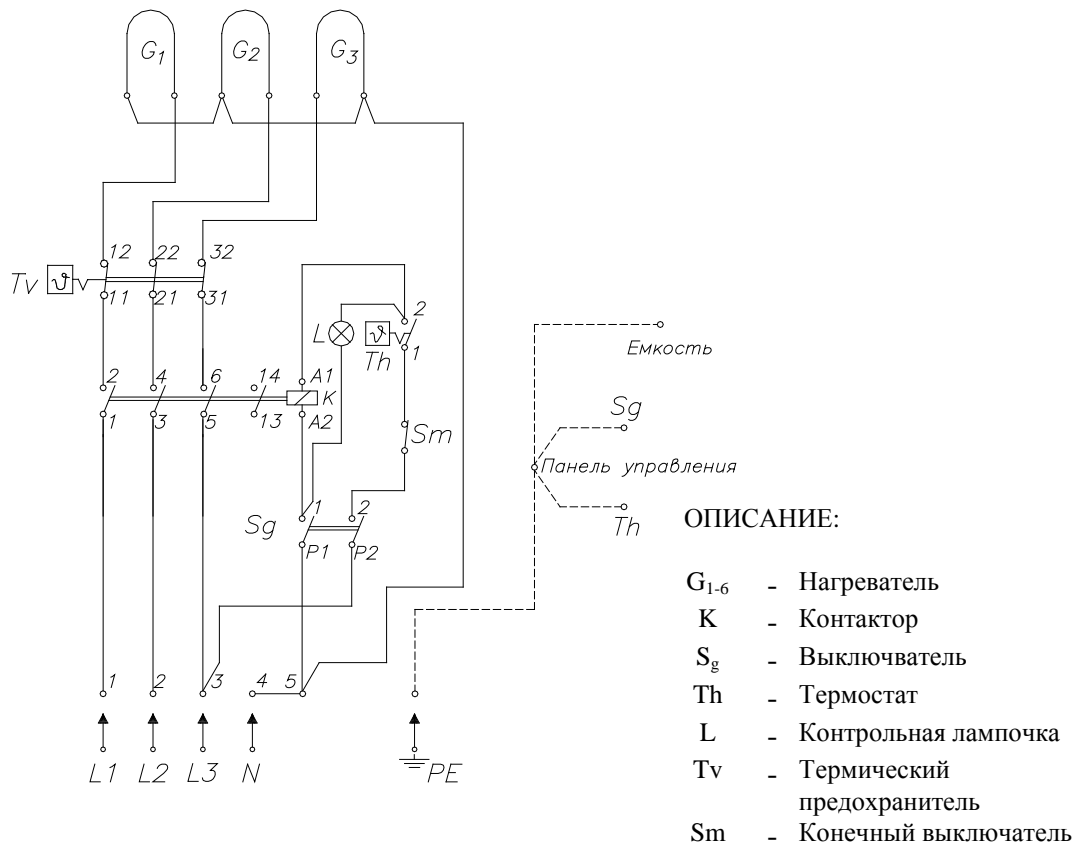 G1 G2 G3
12 22 32
Tv ϑ
11 21 31
L ϑ 2
Th 1
Емкость
2 4 6 14 A1
K
1 3 5 13 A2
Sg
Sm
Панель управления
Sg 1 2
Th
P1 P2
1 2 3 4 5
L1 L2 L3 N PE
ОПИСАНИЕ:
G1-6 - Нагреватель
K - Контактор
Sg - Выключватель
Th - Термостат
L - Контрольная лампочка
Tv - Термический
предохранитель
Sm - Конечный выключатель